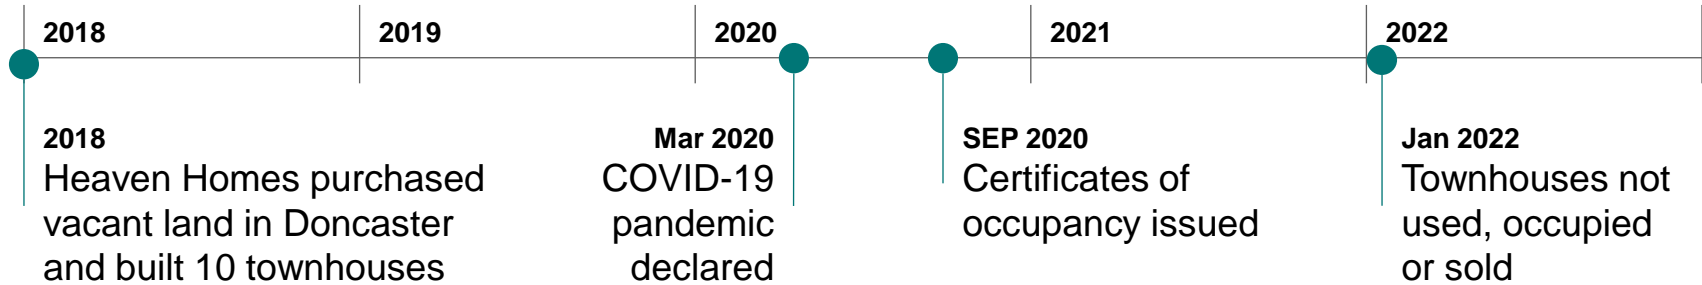 2018
2019
2020
2021
2022
2018
Heaven Homes purchased
vacant land in Doncaster
and built 10 townhouses
Mar 2020
COVID-19
pandemic
declared
SEP 2020
Certificates of
occupancy issued
Jan 2022
Townhouses not
used, occupied
or sold